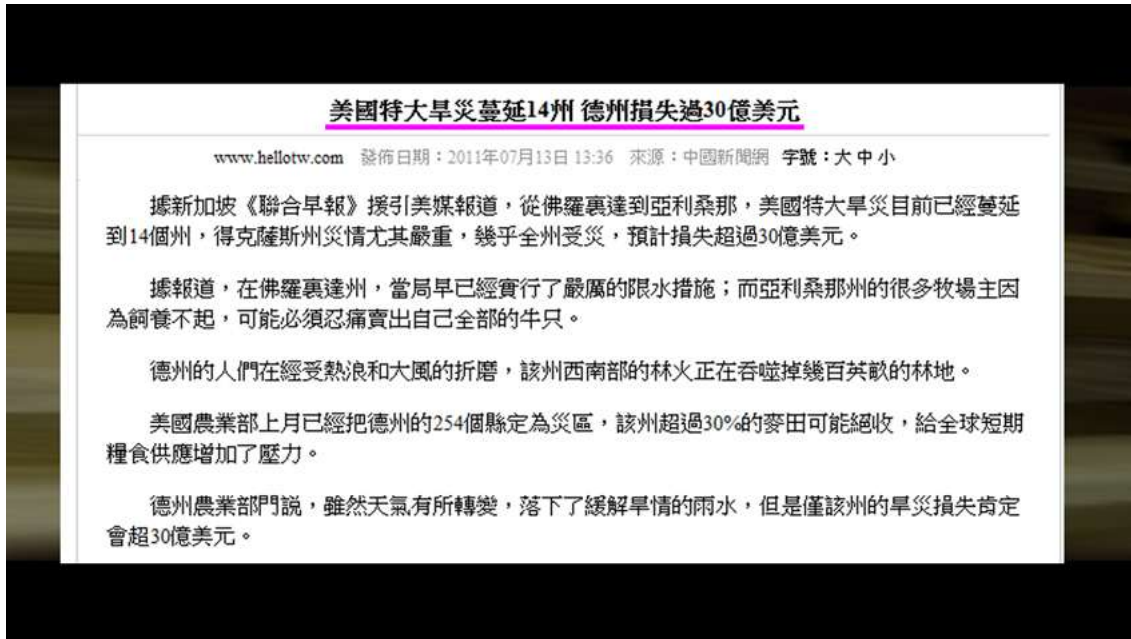 美國特大旱災蔓延14州 德州損失過30億美元
www.hellotw.com 發佈日期：2011年07月13日 13:36 來源：中國新聞網 字號：大 中 小
據新加坡《聯合早報》援引美媒報道，從佛羅裏達到亞利桑那，美國特大旱災目前已經蔓延
到14個州，得克薩斯州災情尤其嚴重，幾乎全州受災，預計損失超過30億美元。
據報道，在佛羅裏達州，當局早已經實行了嚴厲的限水措施；而亞利桑那州的很多牧場主因
為飼養不起，可能必須忍痛賣出自己全部的牛只。
德州的人們在經受熱浪和大風的折磨，該州西南部的林火正在吞噬掉幾百英畝的林地。
美國農業部上月已經把德州的254個縣定為災區，該州超過30%的麥田可能絕收，給全球短期
糧食供應增加了壓力。
德州農業部門説，雖然天氣有所轉變，落下了緩解旱情的雨水，但是僅該州的旱災損失肯定
會超30億美元。